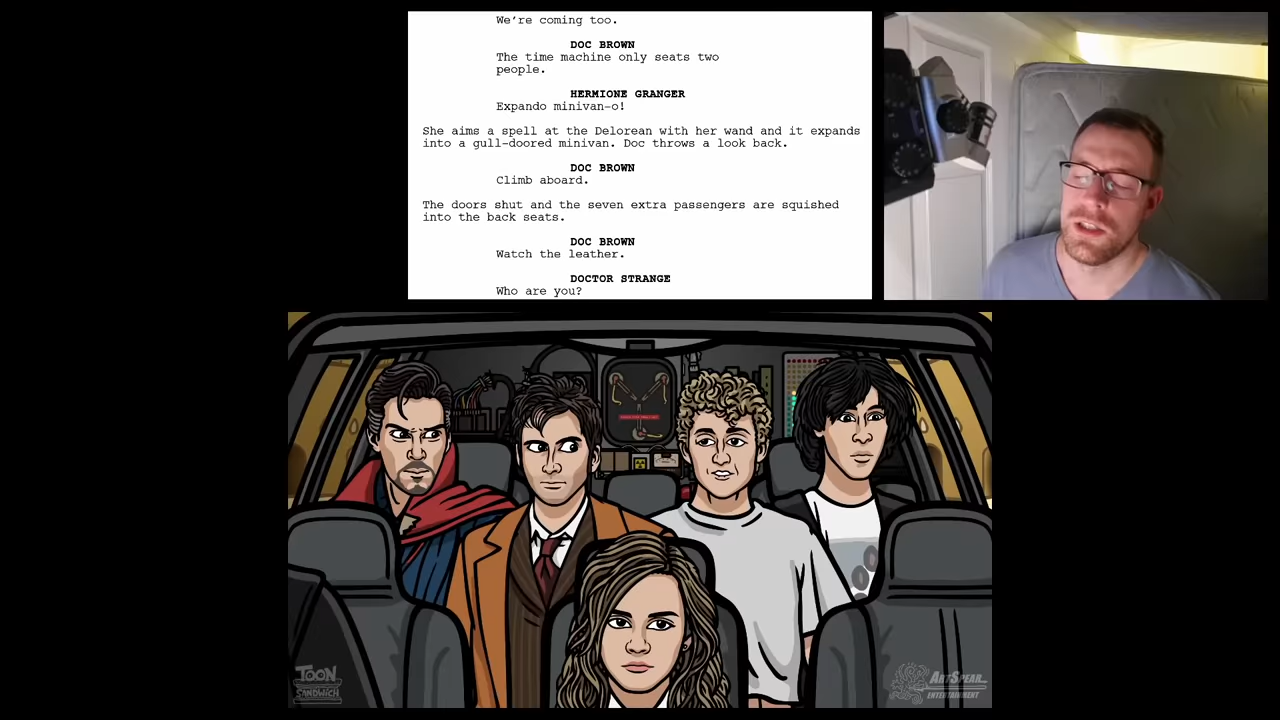 We're coming too.
DOC BROWN
The time machine only seats two
people.
HERMIONE GRANGER
Expando minivan-o!
She aims a spell at the Delorean with her wand and it expands
into a gull-doored minivan. Doc throws a look back.
DOC BROWN
Climb aboard.
The doors shut and the seven extra passengers are squished
into the back seats.
DOC BROWN
Watch the leather.
DOCTOR STRANGE
Who are you?
TOON
SANDWICH
ARTSPEAR
ENTERTAINMENT